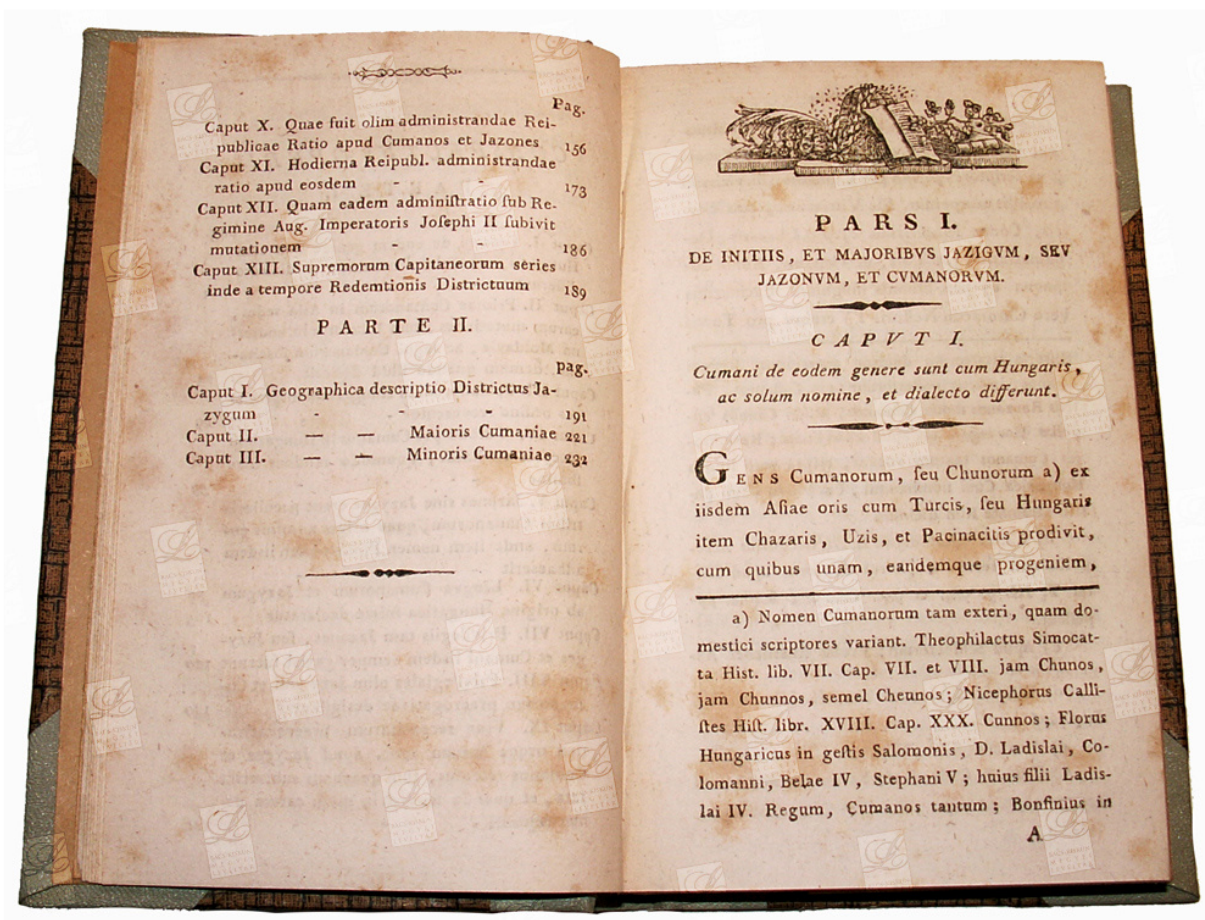 Pag.
Caput X. Quae fuit olim administrandae Rei-
publicae Ratio apud Cumanos et Jazones 156
Caput XI. Hodierna Reipubl. administrandae
ratio apud eosdem - - 173
Caput XII. Quam eadem adminiſtratio ſub Re-
gimine Aug. Imperatoris Joſephi II ſubivit
mutationem - - 186
Caput XIII. Supremorum Capitaneorum series
inde a tempore Redemtionis Districtuum 189
PARTE II.
pag.
Caput I. Geographica descriptio Districtus Ja-
zygum - - - 191
Caput II. — — Maioris Cumaniae 221
Caput III. — — Minoris Cumaniae 232
PARS I.
DE INITIIS, ET MAJORIBVS JAZIGVM, SEV
JAZONVM, ET CVMANORVM.
CAPVT I.
Cumani de eodem genere sunt cum Hungaris,
ac solum nomine, et dialecto differunt.
GENS Cumanorum, ſeu Chunorum a) ex
iisdem Aſiae oris cum Turcis, ſeu Hungaris
item Chazaris, Uzis, et Pacinacitis prodivit,
cum quibus unam, eandemque progeniem,
a) Nomen Cumanorum tam exteri, quam do-
mestici scriptores variant. Theophilactus Simocat-
ta Hist. lib. VII. Cap. VII. et VIII. jam Chunos,
jam Chunnos, semel Cheunos; Nicephorus Calli-
ſtes Hiſt. libr. XVIII. Cap. XXX. Cunnos; Florus
Hungaricus in geſtis Salomonis, D. Ladislai, Co-
lomanni, Belae IV, Stephani V; huius filii Ladis-
lai IV. Regum, Cumanos tantum; Bonfinius in
A